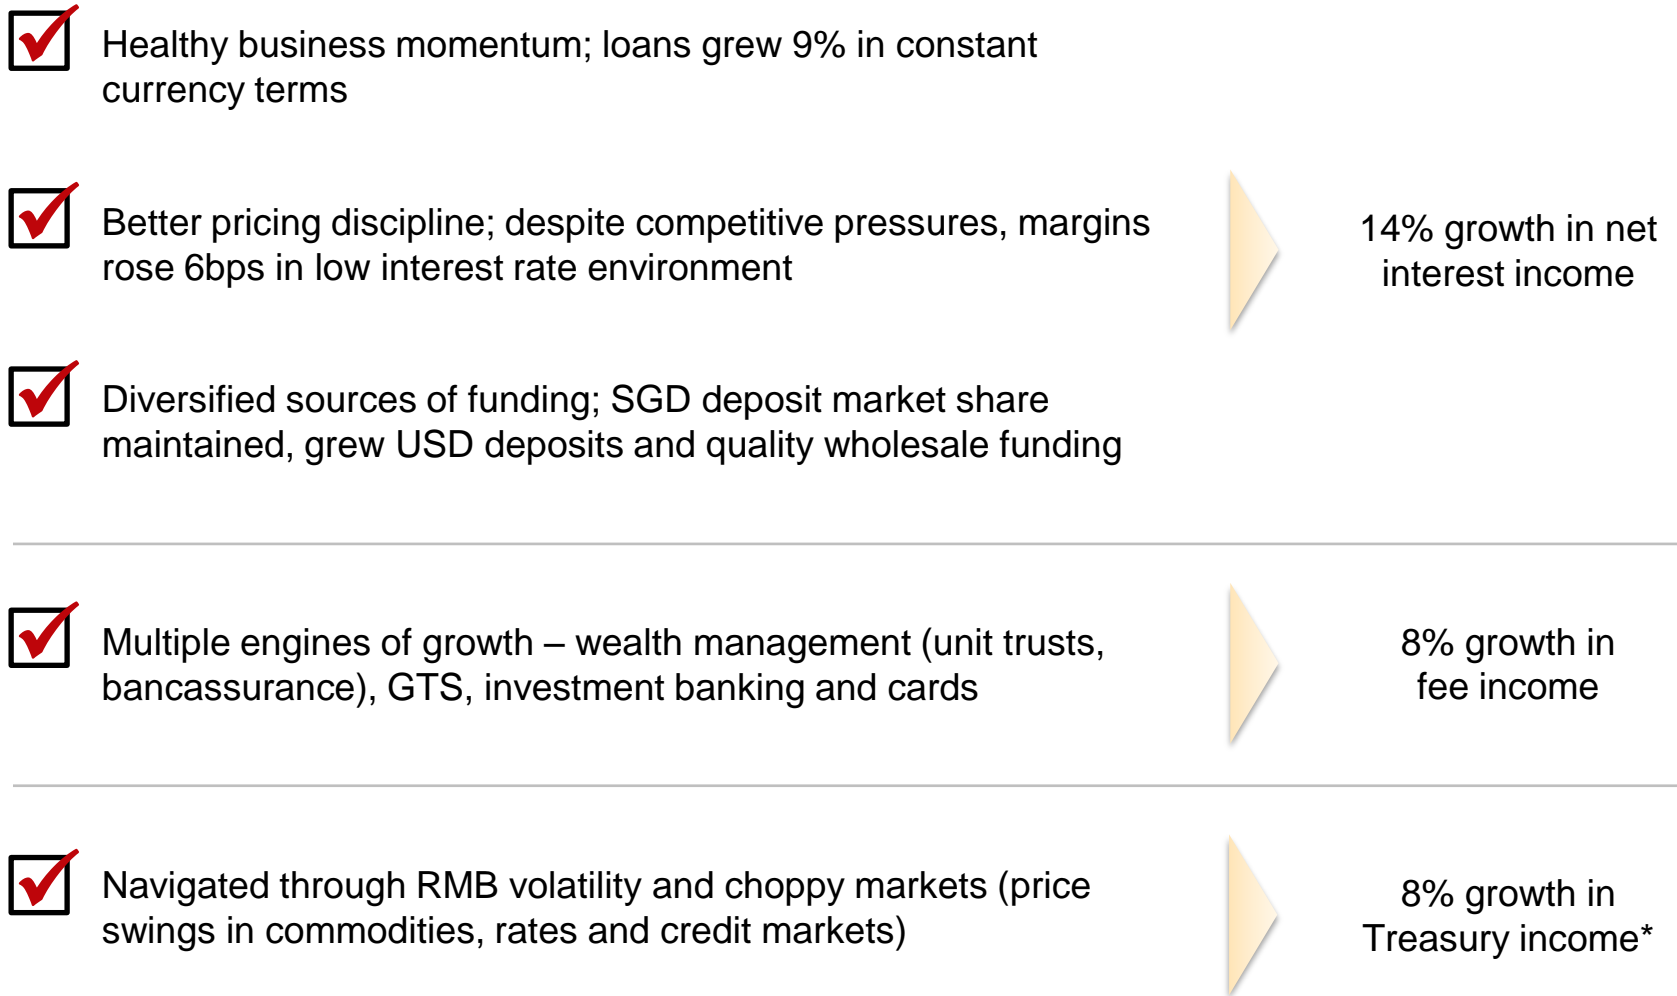 Healthy business momentum; loans grew 9% in constant
currency terms
Better pricing discipline; despite competitive pressures, margins
rose 6bps in low interest rate environment
14% growth in net
interest income
Diversified sources of funding; SGD deposit market share
maintained, grew USD deposits and quality wholesale funding
Multiple engines of growth – wealth management (unit trusts,
bancassurance), GTS, investment banking and cards
8% growth in
fee income
Navigated through RMB volatility and choppy markets (price
swings in commodities, rates and credit markets)
8% growth in
Treasury income*